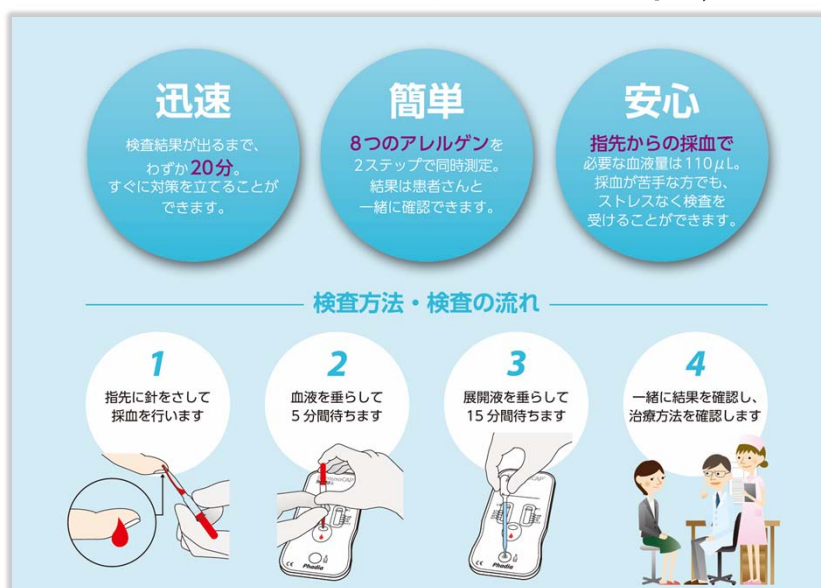 迅速
検査結果が出るまで、
わずか20分。
すぐに対策を立てることが
できます。
簡単
8つのアレルゲンを
2ステップで同時測定。
結果は患者さんと
一緒に確認できます。
安心
指先からの採血で
必要な血液量は110μL。
採血が苦手な方でも、
ストレスなく検査を
受けることができます。
検査方法・検査の流れ
1
指先に針をさして
採血を行います
2
血液を垂らして
5分間待ちます
Phadia
3
展開液を垂らして
15分間待ちます
Phadia
4
一緒に結果を確認し、
治療方法を確認します